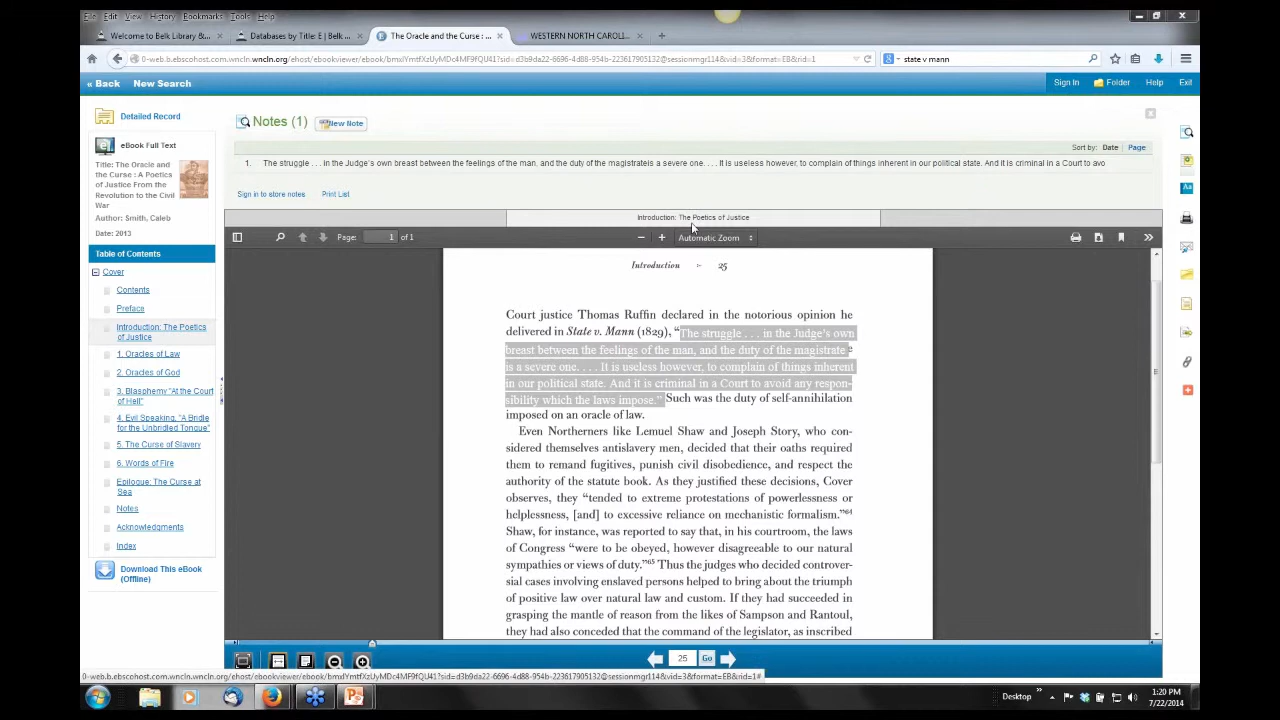 File Edit View History Bookmarks Tools Help
Welcome to Belk Library &... × Databases by Title: E | Belk ... × The Oracle and the Curse : ... × WESTERN NORTH CAROLI... ×
state v mann
« Back New Search Sign In Folder Help Exit
Detailed Record
eBook Full Text
Title: The Oracle and
the Curse : A Poetics
of Justice From the
Revolution to the Civil
War
Author: Smith, Caleb
Date: 2013
Table of Contents
Cover
Contents
Preface
Introduction: The Poetics
of Justice
1. Oracles of Law
2. Oracles of God
3. Blasphemy "At the Court
of Hell"
4. Evil Speaking, "A Bridle
for the Unbridled Tongue"
5. The Curse of Slavery
6. Words of Fire
Epilogue: The Curse at
Sea
Notes
Acknowledgments
Index
Download This eBook
(Offline)
Notes (1) New Note
Sort by: Date Page
1. The struggle . . . in the Judge's own breast between the feelings of the man, and the duty of the magistrateis a severe one. . . . It is useless however, to complain of things inherent in our political state. And it is criminal in a Court to avo
Sign in to store notes Print List
Introduction: The Poetics of Justice
Page: 1 of 1 Automatic Zoom
Introduction 25
Court justice Thomas Ruffin declared in the notorious opinion he
delivered in State v. Mann (1829), “The struggle . . . in the Judge’s own
breast between the feelings of the man, and the duty of the magistrate
is a severe one. . . . It is useless however, to complain of things inherent
in our political state. And it is criminal in a Court to avoid any respon-
sibility which the laws impose.” Such was the duty of self-annihilation
imposed on an oracle of law.
Even Northerners like Lemuel Shaw and Joseph Story, who con-
sidered themselves antislavery men, decided that their oaths required
them to remand fugitives, punish civil disobedience, and respect the
authority of the statute book. As they justified these decisions, Cover
observes, they “tended to extreme protestations of powerlessness or
helplessness, [and] to excessive reliance on mechanistic formalism.”64
Shaw, for instance, was reported to say that, in his courtroom, the laws
of Congress “were to be obeyed, however disagreeable to our natural
sympathies or views of duty.”65 Thus the judges who decided controver-
sial cases involving enslaved persons helped to bring about the triumph
of positive law over natural law and custom. If they had succeeded in
grasping the mantle of reason from the likes of Sampson and Rantoul,
they had also conceded that the command of the legislator, as inscribed
25 Go
Desktop
1:20 PM
7/22/2014